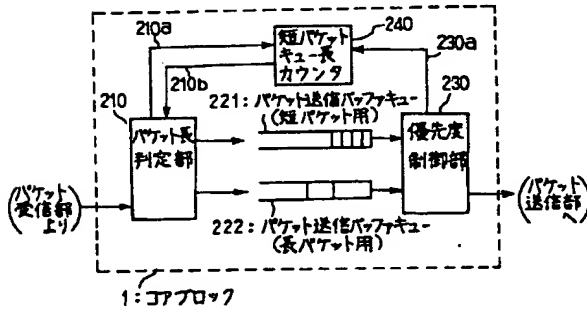 210a
240
短パケット
キュー長
カウンタ
230a
210b
210
221:パケット送信バッファキュー
(短パケット用)
230
パケット長
判定部
優先度
制御部
(パケット
受信部
より)
(パケット
送信部
へ)
222:パケット送信バッファキュー
(長パケット用)
1:コアブロック